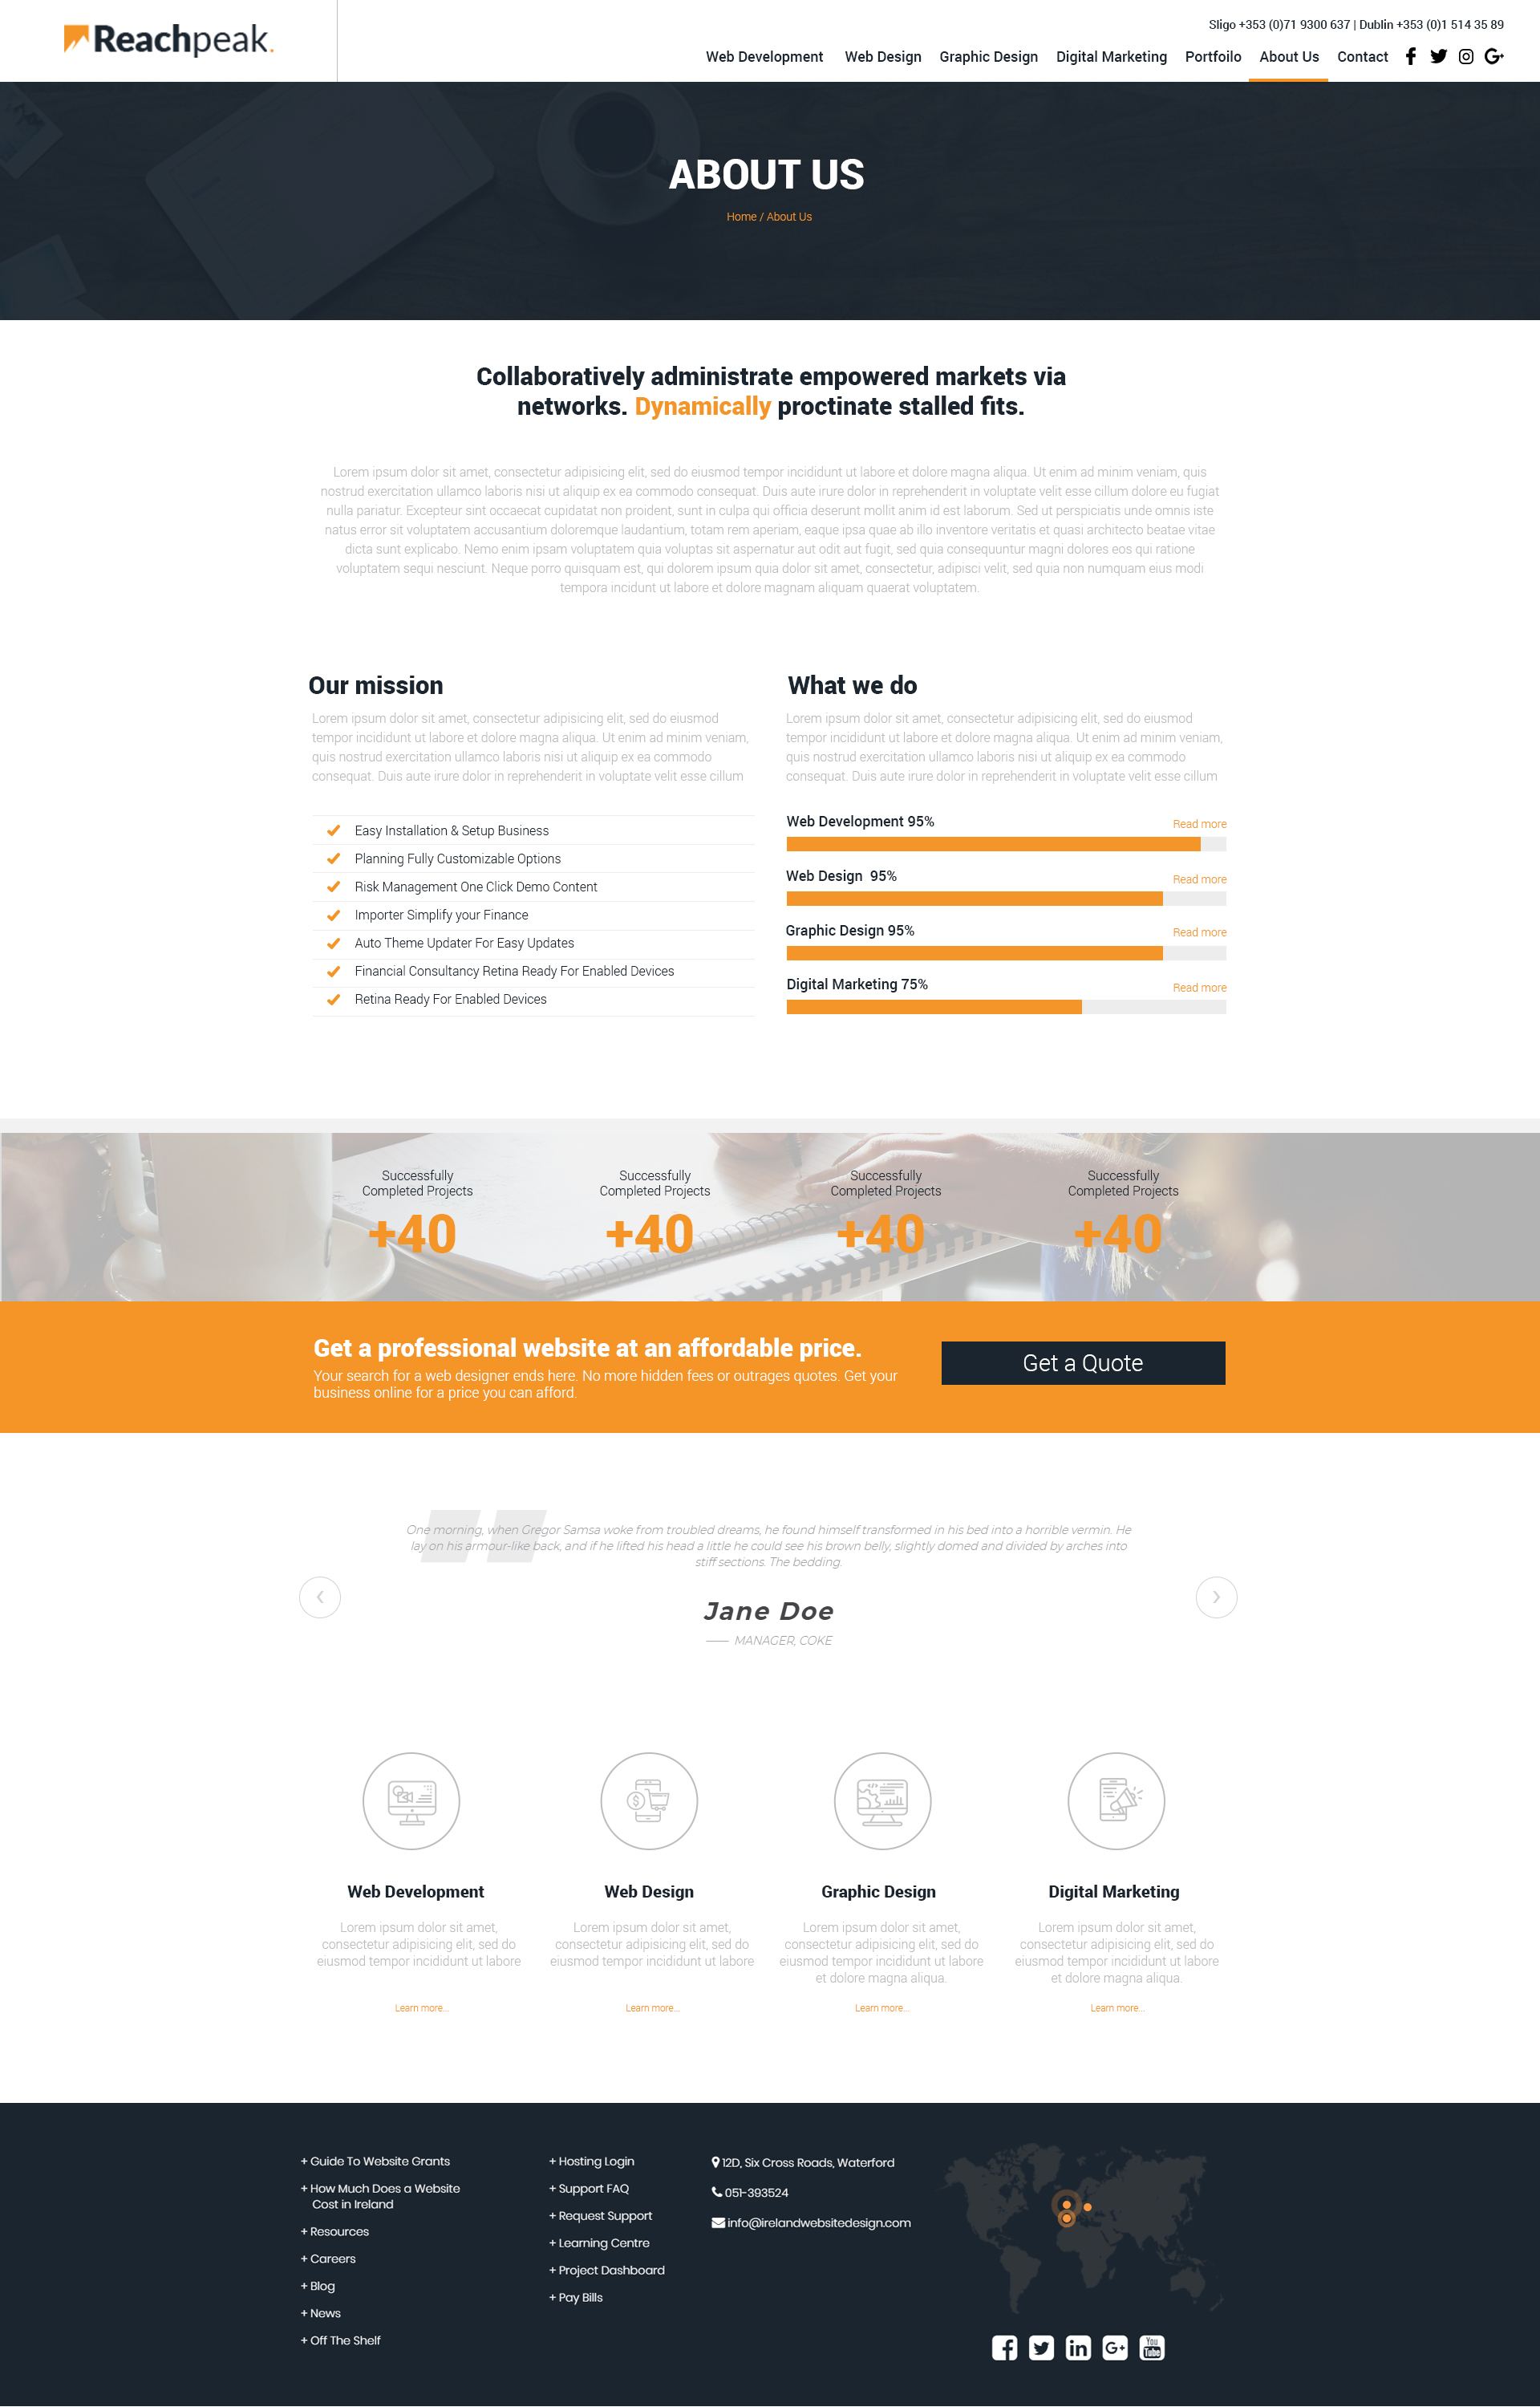 Reachpeak.
Sligo +353 (0)71 9300 637 | Dublin +353 (0)1 514 35 89
Web Development Web Design Graphic Design Digital Marketing Portfoilo About Us Contact
ABOUT US
Home / About Us
Collaboratively administrate empowered markets via
networks. Dynamically proctinate stalled fits.
Lorem ipsum dolor sit amet, consectetur adipisicing elit, sed do eiusmod tempor incididunt ut labore et dolore magna aliqua. Ut enim ad minim veniam, quis
nostrud exercitation ullamco laboris nisi ut aliquip ex ea commodo consequat. Duis aute irure dolor in reprehenderit in voluptate velit esse cillum dolore eu fugiat
nulla pariatur. Excepteur sint occaecat cupidatat non proident, sunt in culpa qui officia deserunt mollit anim id est laborum. Sed ut perspiciatis unde omnis iste
natus error sit voluptatem accusantium doloremque laudantium, totam rem aperiam, eaque ipsa quae ab illo inventore veritatis et quasi architecto beatae vitae
dicta sunt explicabo. Nemo enim ipsam voluptatem quia voluptas sit aspernatur aut odit aut fugit, sed quia consequuntur magni dolores eos qui ratione
voluptatem sequi nesciunt. Neque porro quisquam est, qui dolorem ipsum quia dolor sit amet, consectetur, adipisci velit, sed quia non numquam eius modi
tempora incidunt ut labore et dolore magnam aliquam quaerat voluptatem.
Our mission
Lorem ipsum dolor sit amet, consectetur adipisicing elit, sed do eiusmod
tempor incididunt ut labore et dolore magna aliqua. Ut enim ad minim veniam,
quis nostrud exercitation ullamco laboris nisi ut aliquip ex ea commodo
consequat. Duis aute irure dolor in reprehenderit in voluptate velit esse cillum
Easy Installation & Setup Business
Planning Fully Customizable Options
Risk Management One Click Demo Content
Importer Simplify your Finance
Auto Theme Updater For Easy Updates
Financial Consultancy Retina Ready For Enabled Devices
Retina Ready For Enabled Devices
What we do
Lorem ipsum dolor sit amet, consectetur adipisicing elit, sed do eiusmod
tempor incididunt ut labore et dolore magna aliqua. Ut enim ad minim veniam,
quis nostrud exercitation ullamco laboris nisi ut aliquip ex ea commodo
consequat. Duis aute irure dolor in reprehenderit in voluptate velit esse cillum
Web Development 95%
Read more
Web Design 95%
Read more
Graphic Design 95%
Read more
Digital Marketing 75%
Read more
Successfully
Completed Projects
+40
Successfully
Completed Projects
+40
Successfully
Completed Projects
+40
Successfully
Completed Projects
+40
Get a professional website at an affordable price.
Your search for a web designer ends here. No more hidden fees or outrages quotes. Get your
business online for a price you can afford.
Get a Quote
One morning, when Gregor Samsa woke from troubled dreams, he found himself transformed in his bed into a horrible vermin. He
lay on his armour-like back, and if he lifted his head a little he could see his brown belly, slightly domed and divided by arches into
stiff sections. The bedding.
Jane Doe
—— MANAGER, COKE
Web Development
Lorem ipsum dolor sit amet,
consectetur adipisicing elit, sed do
eiusmod tempor incididunt ut labore
Learn more...
Web Design
Lorem ipsum dolor sit amet,
consectetur adipisicing elit, sed do
eiusmod tempor incididunt ut labore
Learn more...
Graphic Design
Lorem ipsum dolor sit amet,
consectetur adipisicing elit, sed do
eiusmod tempor incididunt ut labore
et dolore magna aliqua.
Learn more...
Digital Marketing
Lorem ipsum dolor sit amet,
consectetur adipisicing elit, sed do
eiusmod tempor incididunt ut labore
et dolore magna aliqua.
Learn more...
+ Guide To Website Grants
+ How Much Does a Website
Cost in Ireland
+ Resources
+ Careers
+ Blog
+ News
+ Off The Shelf
+ Hosting Login
+ Support FAQ
+ Request Support
+ Learning Centre
+ Project Dashboard
+ Pay Bills
12D, Six Cross Roads, Waterford
051-393524
info@irelandwebsitedesign.com
You
Tube